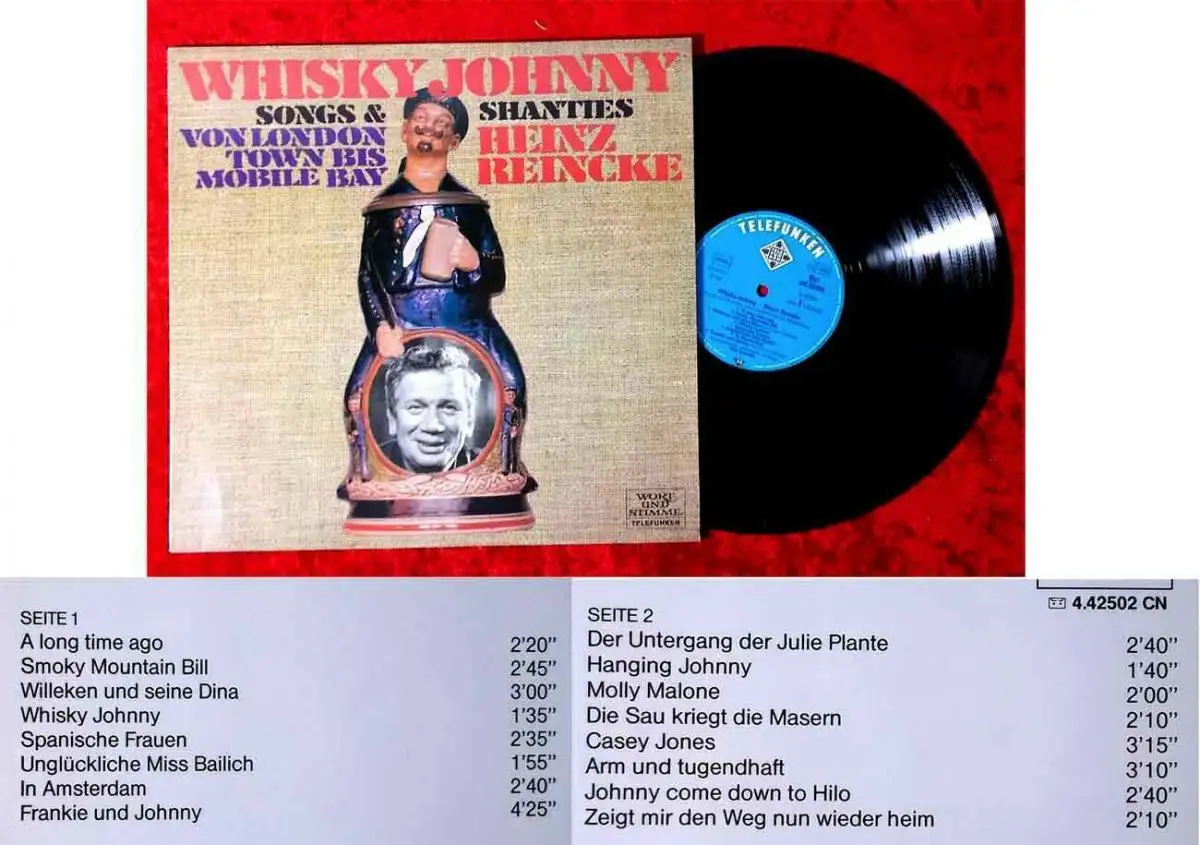 WHISKY JOHNNY
SONGS & SHANTIES
VON LONDON
TOWN BIS
MOBILE BAY
HEINZ
REINCKE
WORT
UND
STIMME
TELEFUNKEN
TELEFUNKEN
SEITE 1
A long time ago 2'20"
Smoky Mountain Bill 2'45"
Willeken und seine Dina 3'00"
Whisky Johnny 1'35"
Spanische Frauen 2'35"
Unglückliche Miss Bailich 1'55"
In Amsterdam 2'40"
Frankie und Johnny 4'25"
4.42502 CN
SEITE 2
Der Untergang der Julie Plante 2'40"
Hanging Johnny 1'40"
Molly Malone 2'00"
Die Sau kriegt die Masern 2'10"
Casey Jones 3'15"
Arm und tugendhaft 3'10"
Johnny come down to Hilo 2'40"
Zeigt mir den Weg nun wieder heim 2'10"